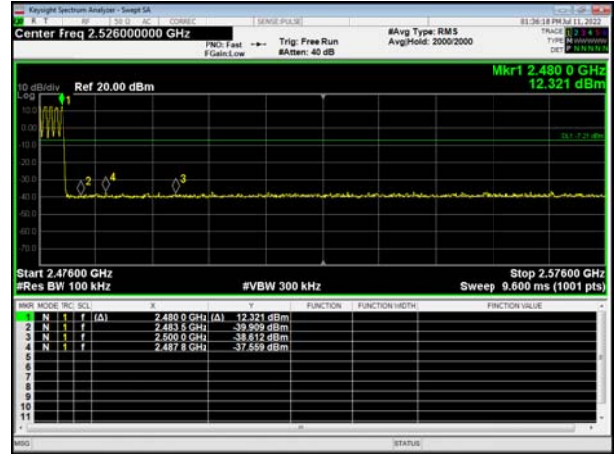 Keysight Spectrum Analyzer - Swept SA
R T RF 50 Ω AC CORREC SENSE:PULSE 01:36:18 PM Jul 11, 2022
Center Freq 2.526000000 GHz #Avg Type: RMS TRACE 1 2 3 4 5 6
PNO: Fast Trig: Free Run Avg|Hold: 2000/2000 TYPE M WWWWW
IFGain:Low #Atten: 40 dB DET P N N N N N
Mkr1 2.480 0 GHz
12.321 dBm
10 dB/div Ref 20.00 dBm
Log
1
10.0
0.00
DL1 -7.21 dBm
-10.0
-20.0
-30.0
2 4 3
-40.0
-50.0
-60.0
-70.0
Start 2.47600 GHz Stop 2.57600 GHz
#Res BW 100 kHz #VBW 300 kHz Sweep 9.600 ms (1001 pts)
MKR MODE TRC SCL X Y FUNCTION FUNCTION WIDTH FUNCTION VALUE
1 N 1 f (Δ) 2.480 0 GHz (Δ) 12.321 dBm
2 N 1 f 2.483 5 GHz -39.909 dBm
3 N 1 f 2.500 0 GHz -38.612 dBm
4 N 1 f 2.487 8 GHz -37.559 dBm
5
6
7
8
9
10
11
MSG STATUS